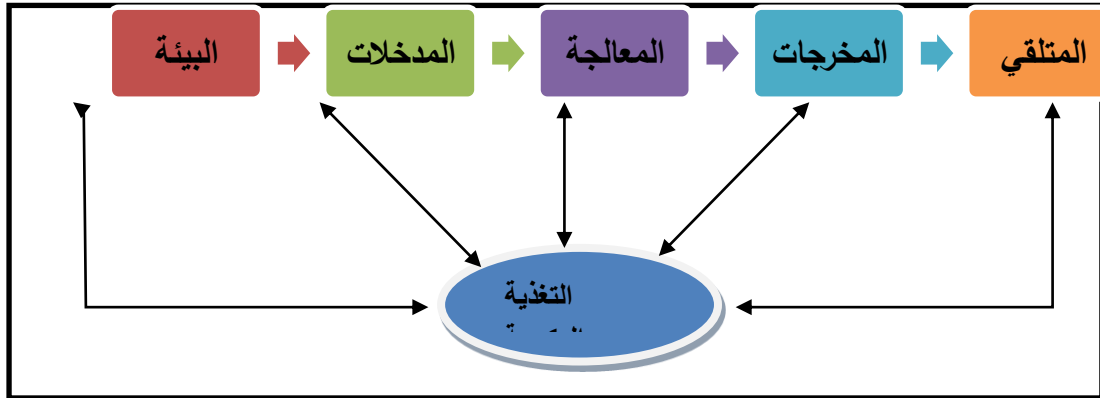 البيئة
المدخلات
المعالجة
المخرجات
المتلقي
التغذية